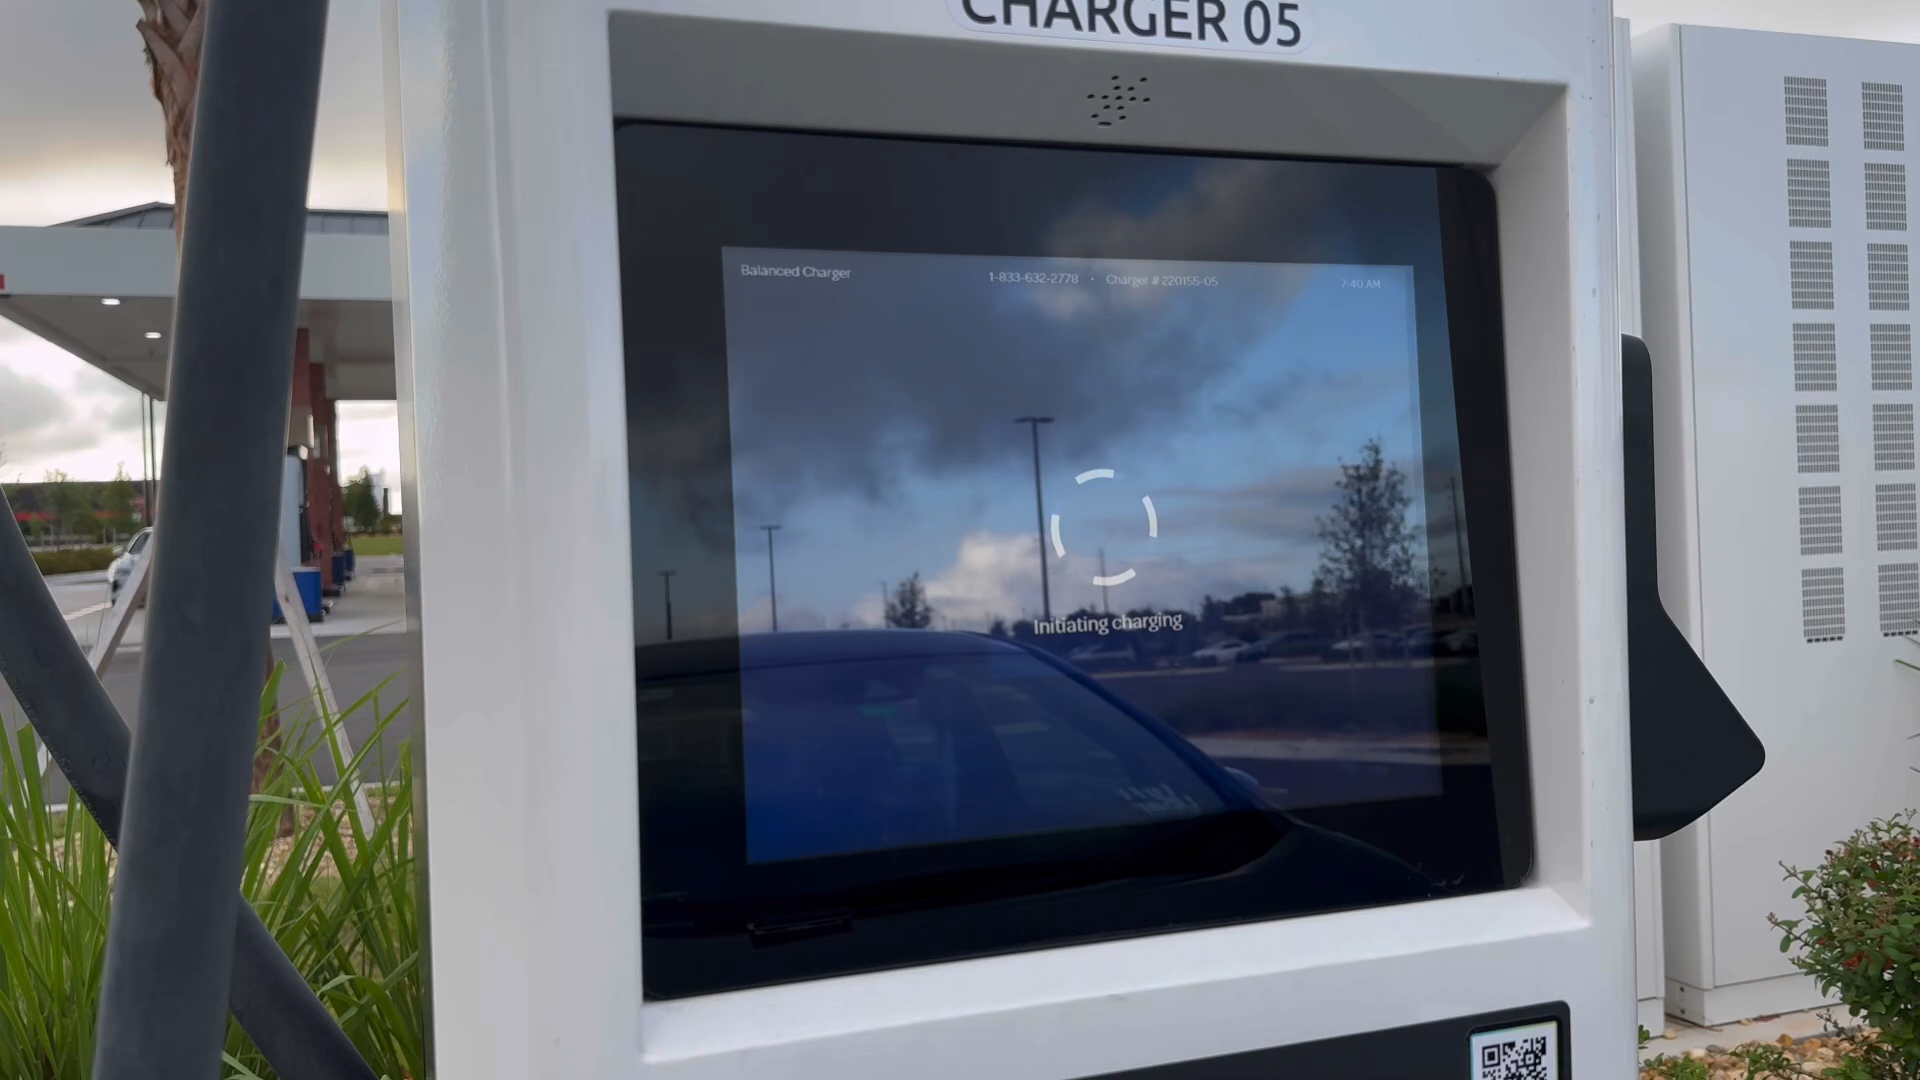 CHARGER 05
Balanced Charger
1-833-632-2778 · Charger # 220155-05
7:40 AM
Initiating charging